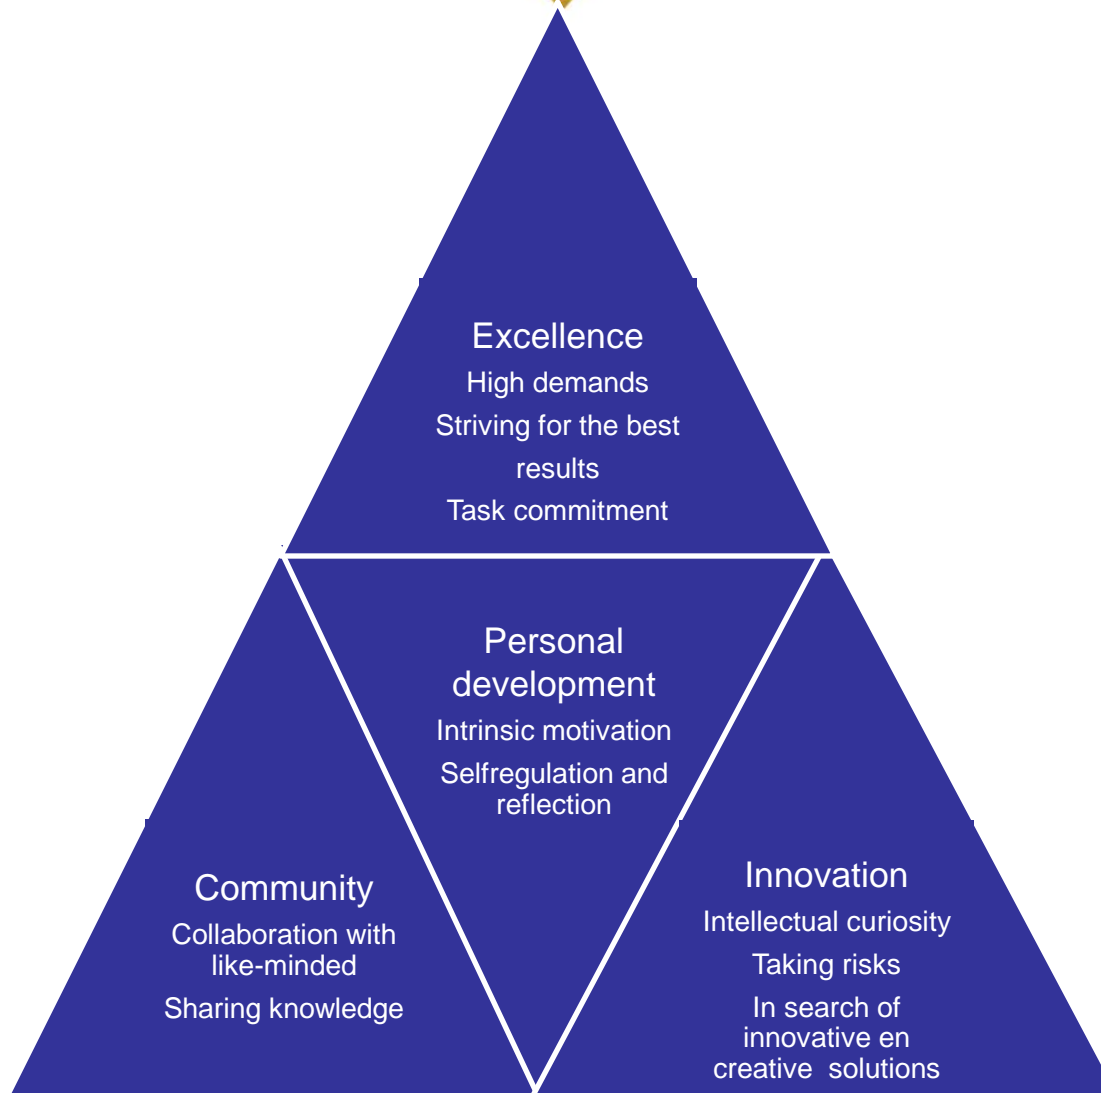 Excellence
High demands
Striving for the best
results
Task commitment
Personal
development
Intrinsic motivation
Selfregulation and
reflection
Community
Collaboration with
like-minded
Sharing knowledge
Innovation
Intellectual curiosity
Taking risks
In search of
innovative en
creative  solutions